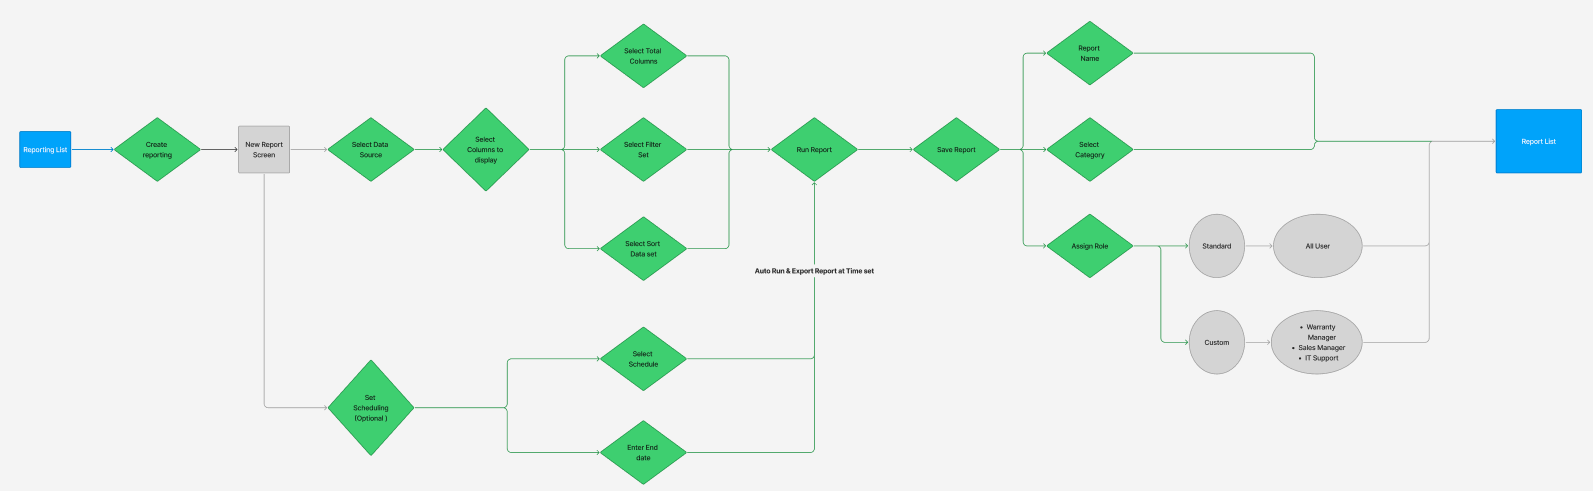 Reporting List
Create
reporting
New Report
Screen
Select Data
Source
Select
Columns to
display
Select Total
Columns
Select Filter
Set
Select Sort
Data set
Run Report
Save Report
Report
Name
Select
Category
Assign Role
Standard
All User
Custom
• Warranty
Manager
• Sales Manager
• IT Support
Report List
Auto Run & Export Report at Time set
Set
Scheduling
(Optional )
Select
Schedule
Enter End
date